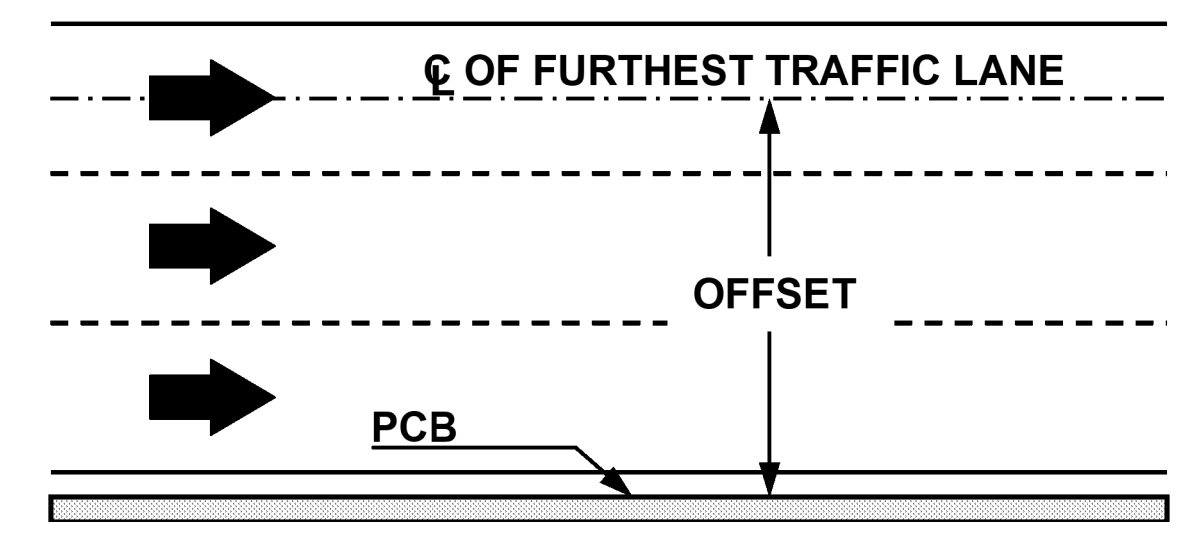 ℄ OF FURTHEST TRAFFIC LANE
OFFSET
PCB